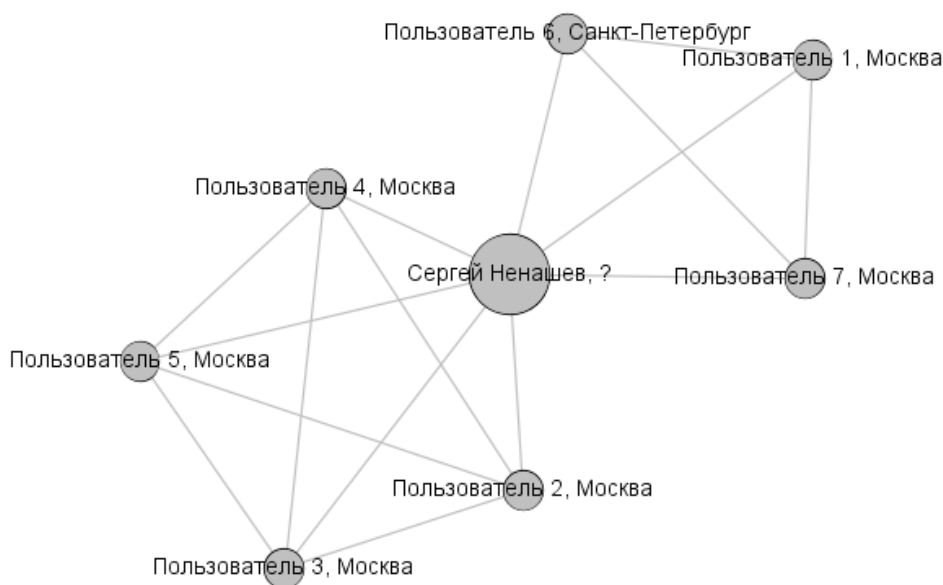 Пользователь 6, Санкт-Петербург
Пользователь 1, Москва
Пользователь 4, Москва
Сергей Ненашев, ?
Пользователь 7, Москва
Пользователь 5, Москва
Пользователь 2, Москва
Пользователь 3, Москва